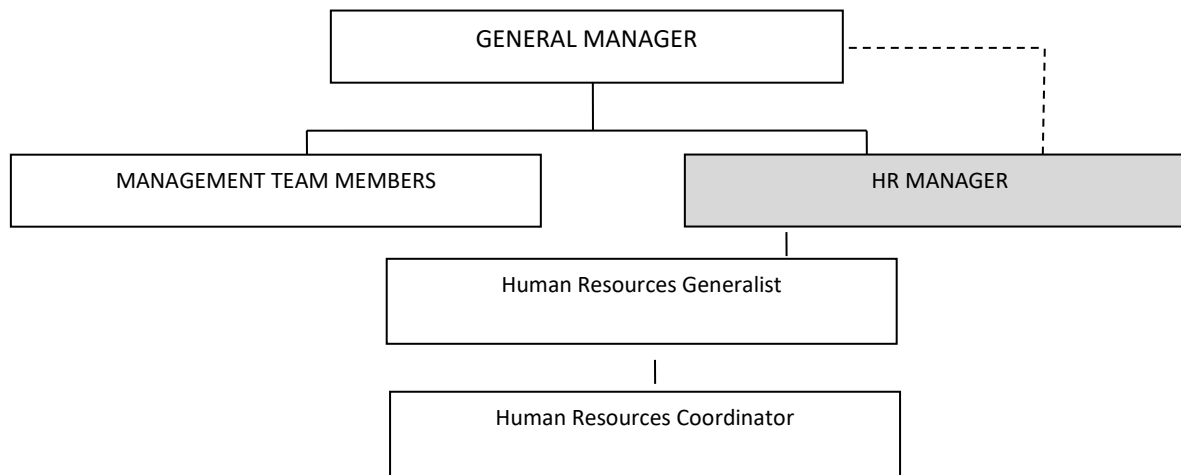 GENERAL MANAGER
MANAGEMENT TEAM MEMBERS
HR MANAGER
Human Resources Generalist
Human Resources Coordinator